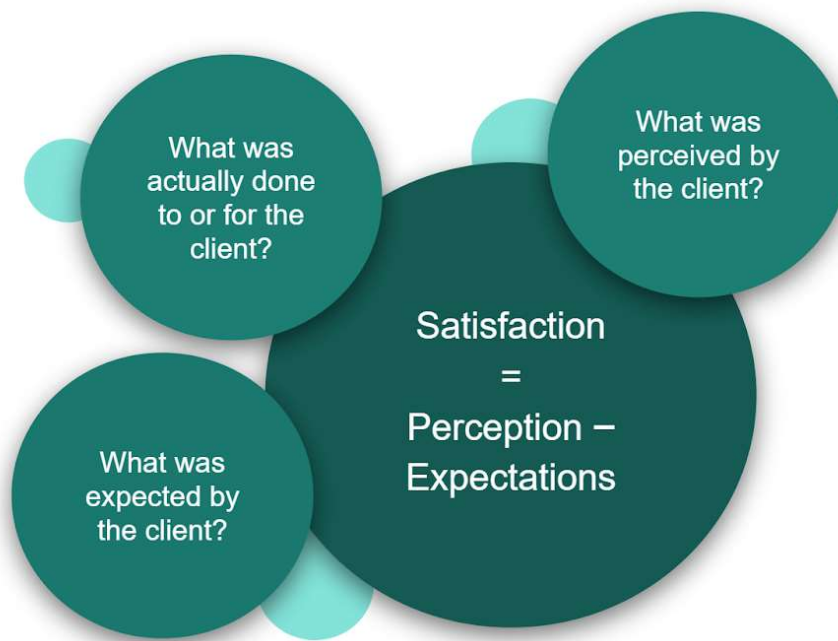 What was
actually done
to or for the
client?
What was
perceived by
the client?
Satisfaction
=
Perception –
Expectations
What was
expected by
the client?